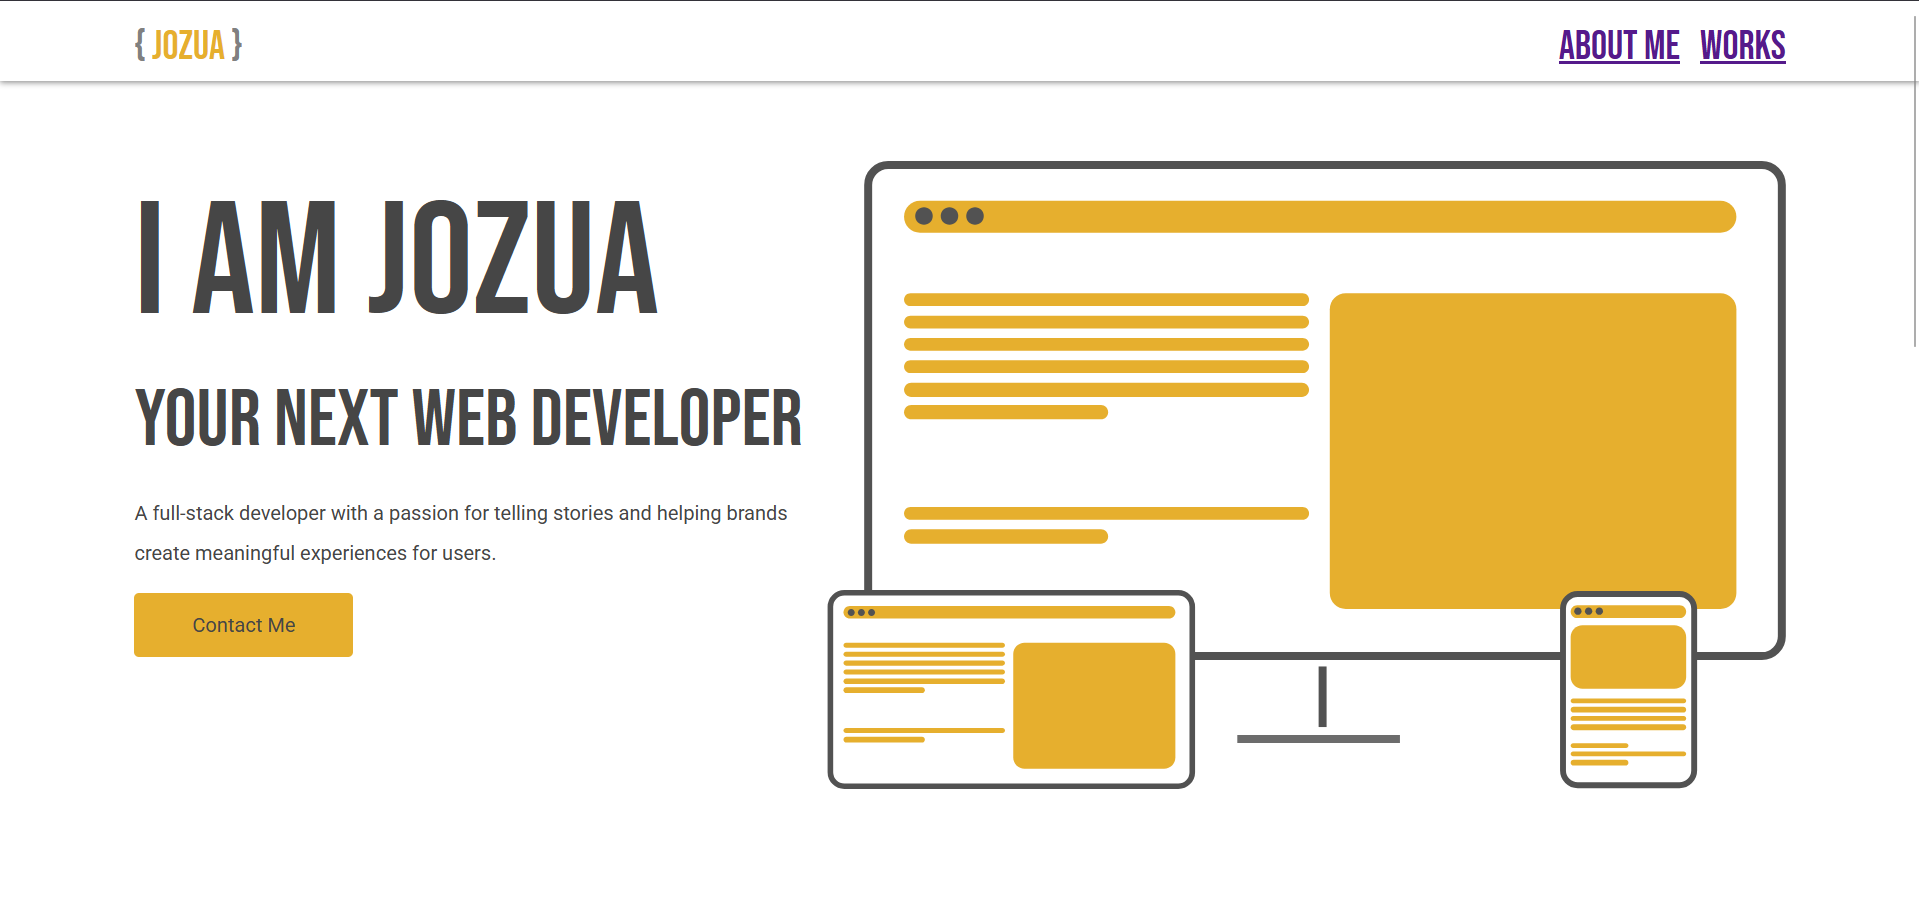 { JOZUA }
ABOUT ME WORKS
I AM JOZUA
YOUR NEXT WEB DEVELOPER
A full-stack developer with a passion for telling stories and helping brands
create meaningful experiences for users.
Contact Me